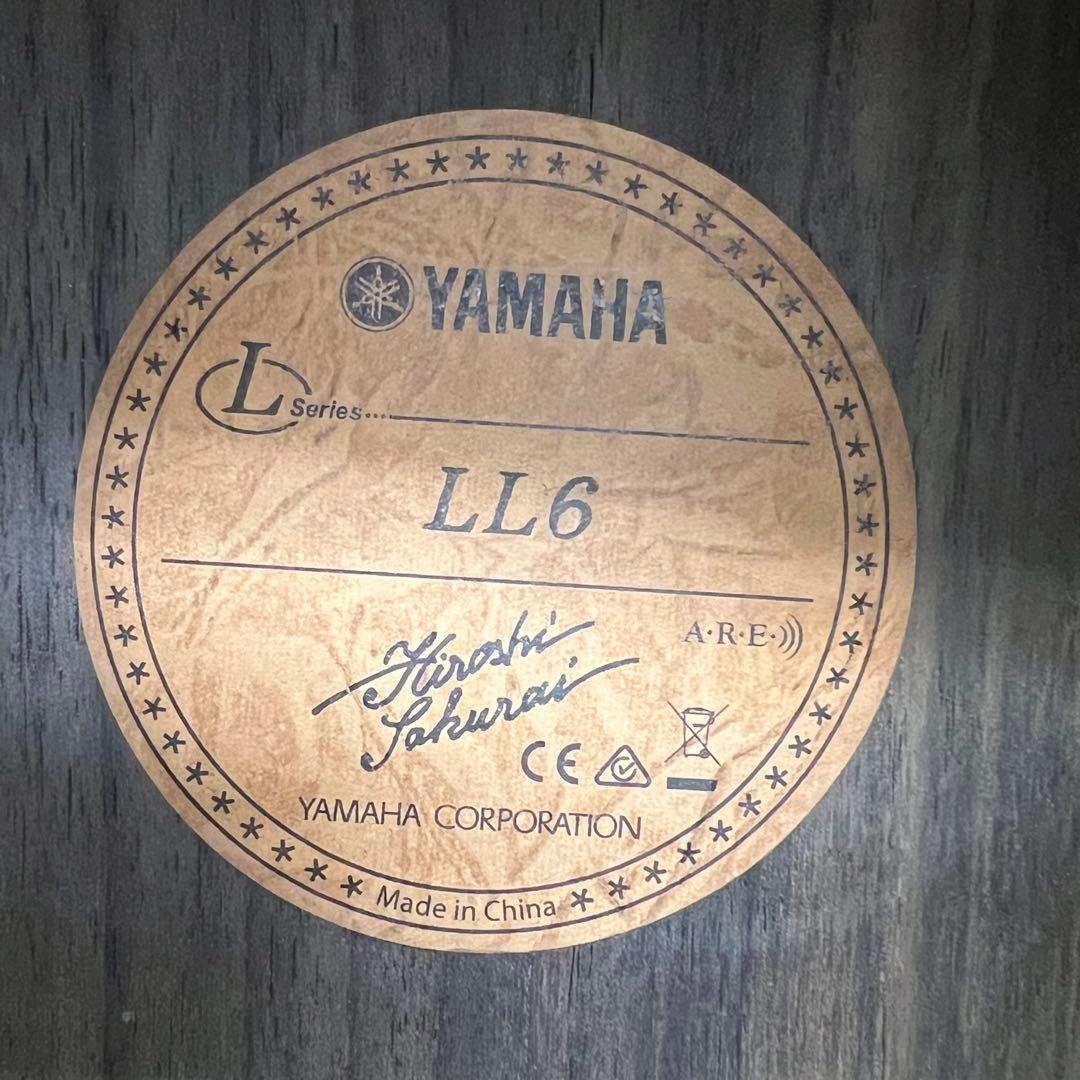 YAMAHA
L Series....
LL6
A·R·E·
Hiroshi
Sakurai
CE
YAMAHA CORPORATION
Made in China